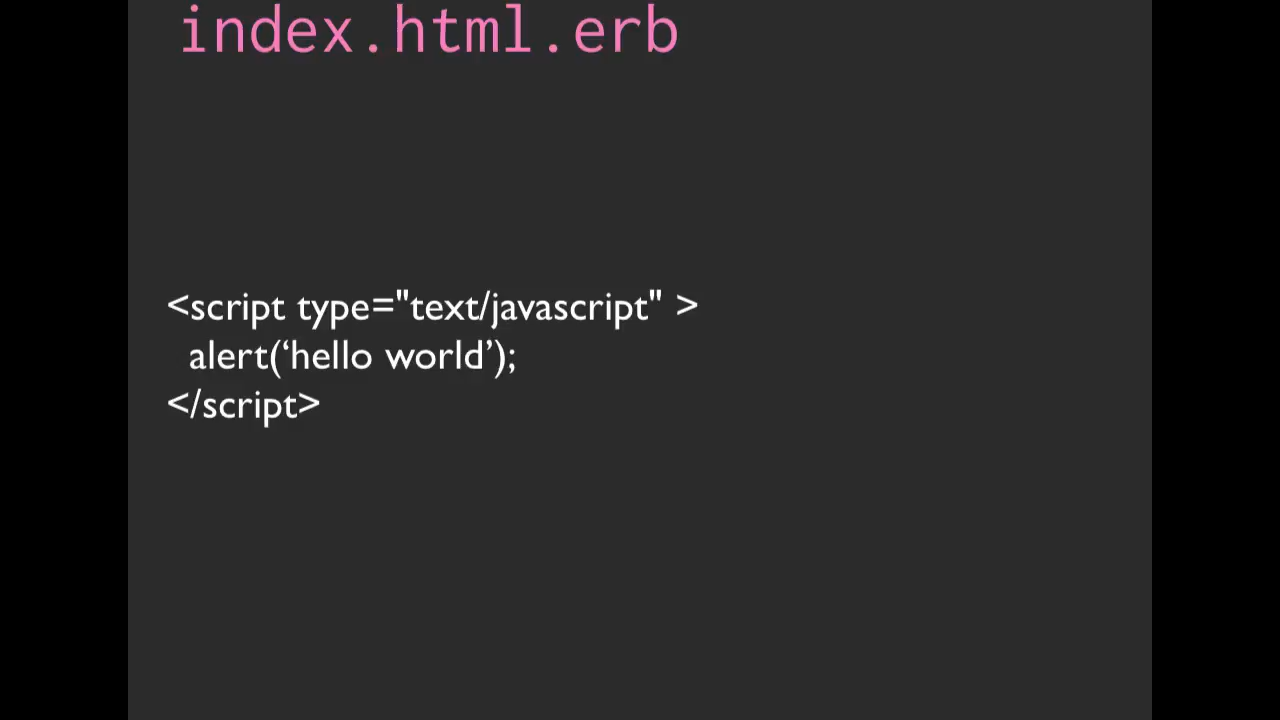 index.html.erb
<script type="text/javascript" >
alert(‘hello world’);
</script>